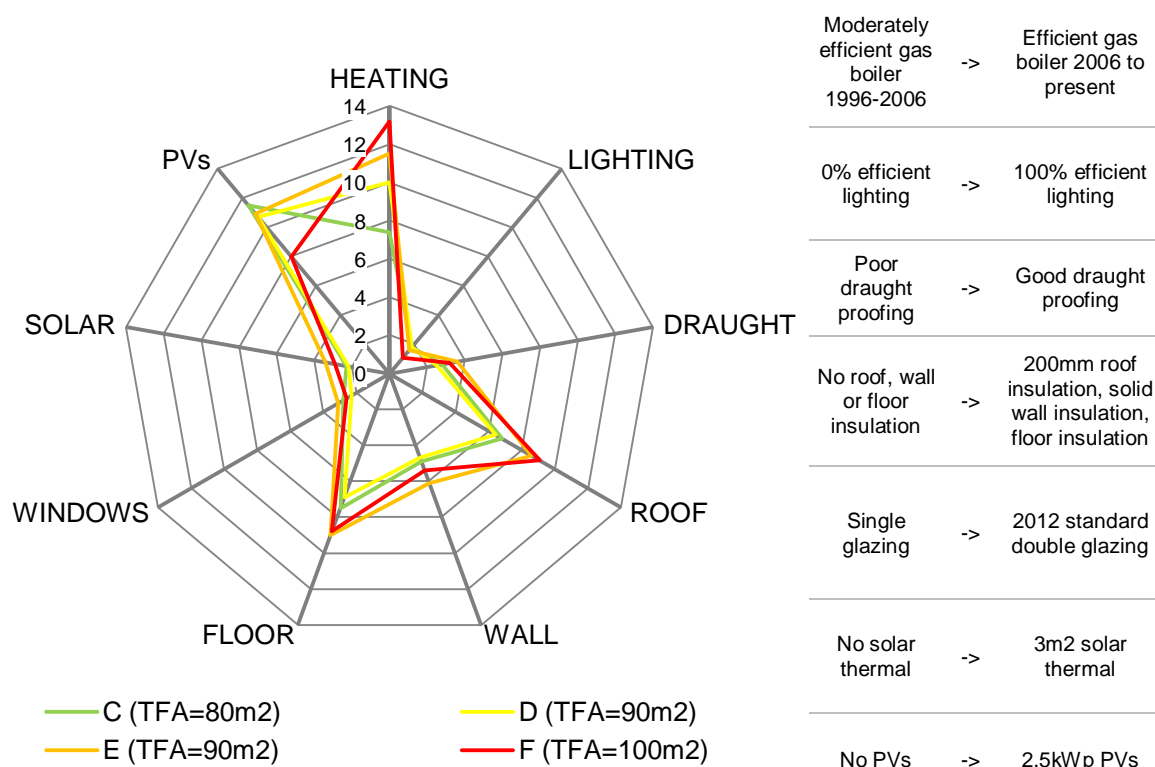 HEATING
LIGHTING
DRAUGHT
ROOF
WALL
FLOOR
WINDOWS
SOLAR
PVs
14
12
10
8
6
4
2
0
C (TFA=80m2)
D (TFA=90m2)
E (TFA=90m2)
F (TFA=100m2)
Moderately
efficient gas
boiler
1996-2006
->
Efficient gas
boiler 2006 to
present
0% efficient
lighting
->
100% efficient
lighting
Poor
draught
proofing
->
Good draught
proofing
No roof, wall
or floor
insulation
->
200mm roof
insulation, solid
wall insulation,
floor insulation
Single
glazing
->
2012 standard
double glazing
No solar
thermal
->
3m2 solar
thermal
No PVs
->
2.5kWp PVs